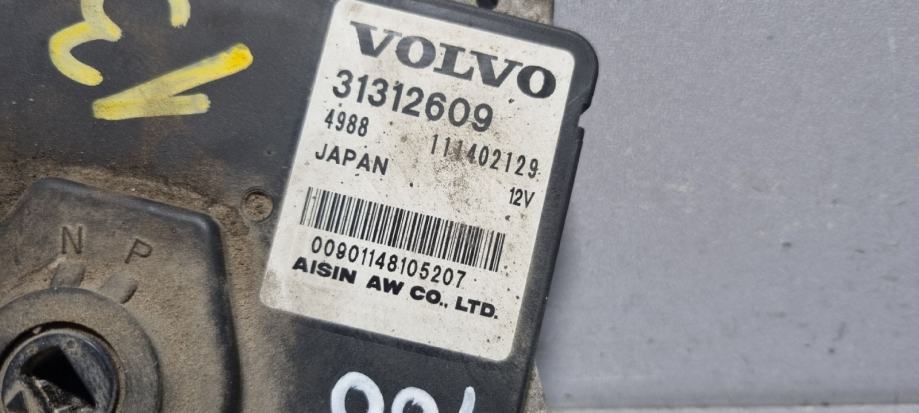 VOLVO
31312609
4988 111402129
JAPAN 12V
00901148105207
AISIN AW CO., LTD.
N P